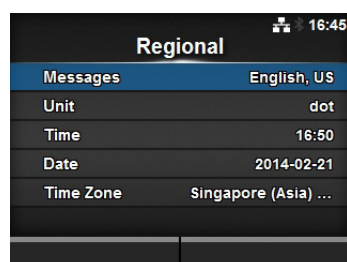 16:45
Regional
Messages English, US
Unit dot
Time 16:50
Date 2014-02-21
Time Zone Singapore (Asia) ...